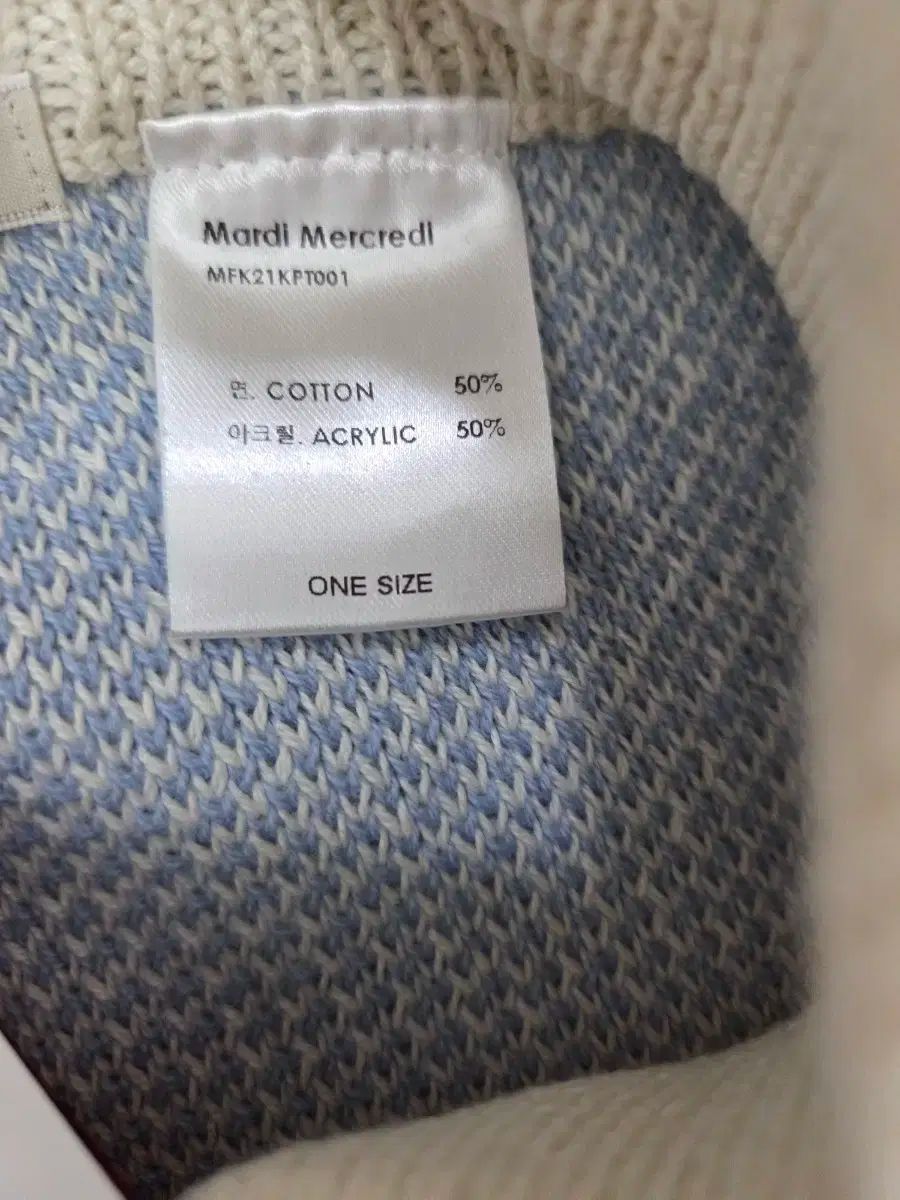 Mardi Mercredi
MFK21KPT001
면. COTTON 50%
아크릴. ACRYLIC 50%
ONE SIZE